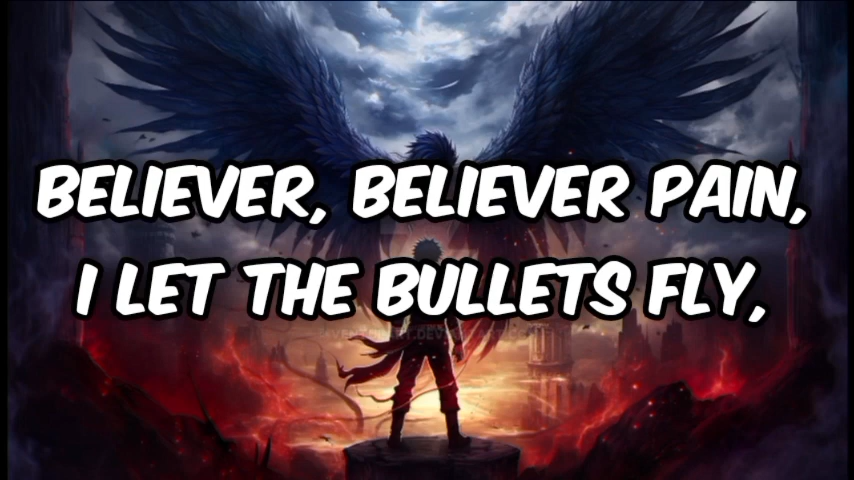 BELIEVER, BELIEVER PAIN,
I LET THE BULLETS FLY,